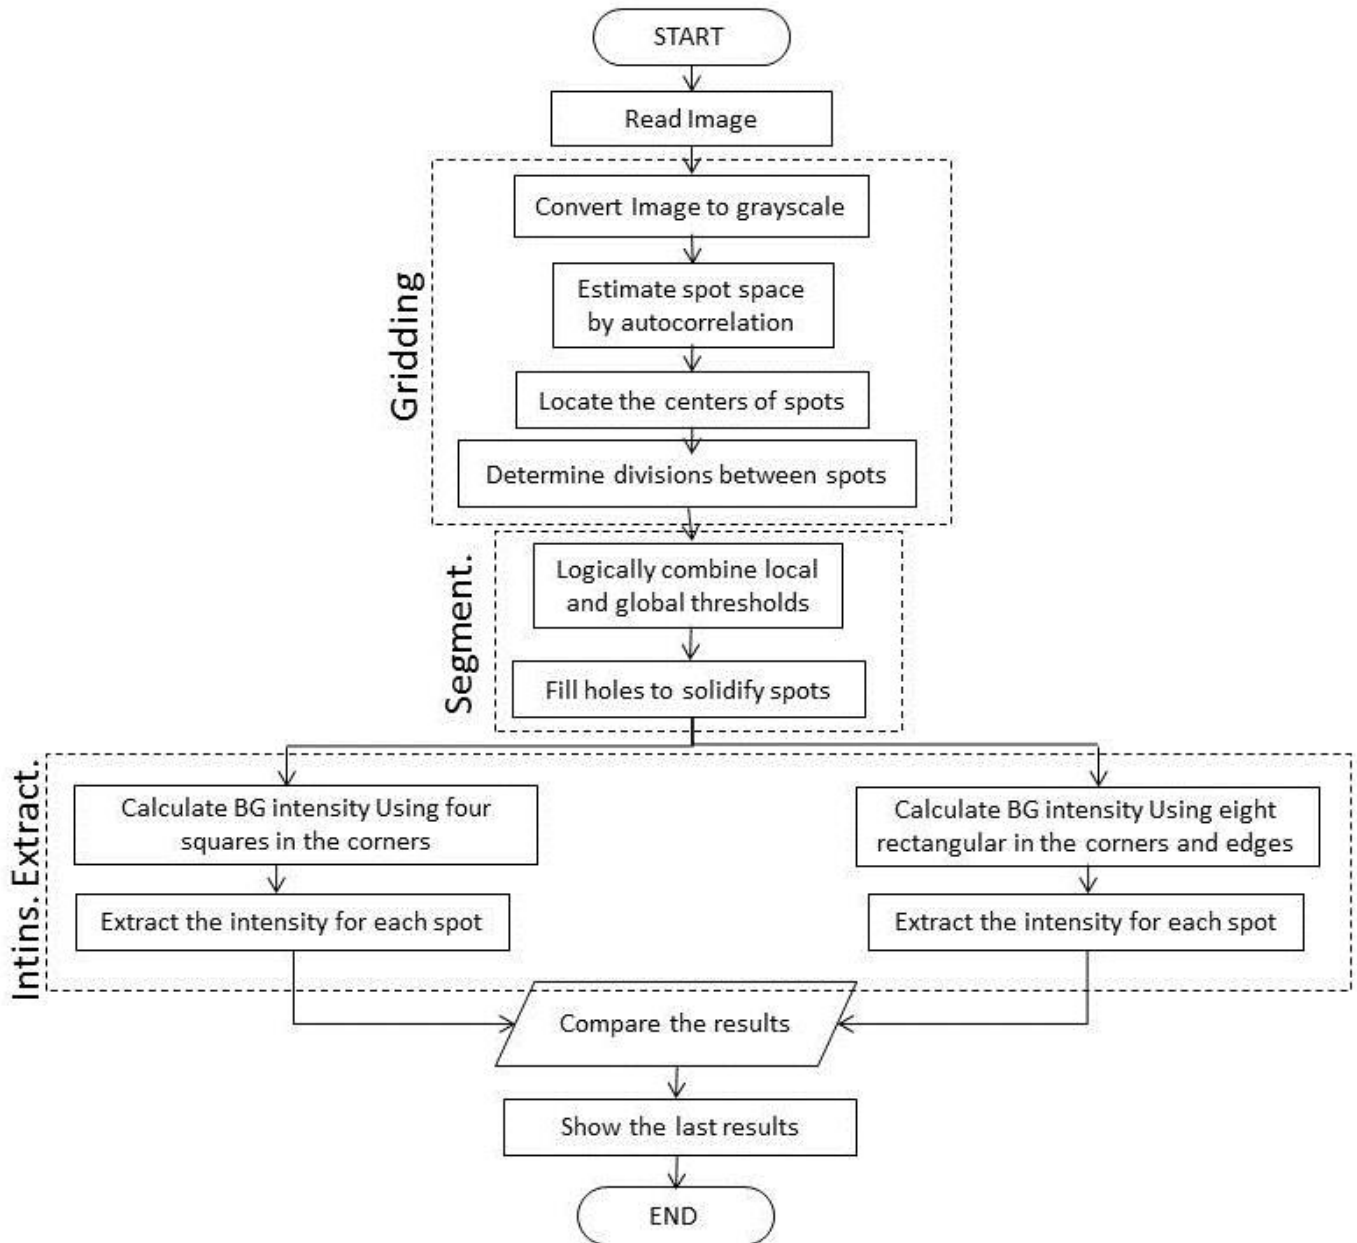 START
Read Image
Gridding
Convert Image to grayscale
Estimate spot space
by autocorrelation
Locate the centers of spots
Determine divisions between spots
Segment.
Logically combine local
and global thresholds
Fill holes to solidify spots
Intins. Extract.
Calculate BG intensity Using four
squares in the corners
Extract the intensity for each spot
Calculate BG intensity Using eight
rectangular in the corners and edges
Extract the intensity for each spot
Compare the results
Show the last results
END